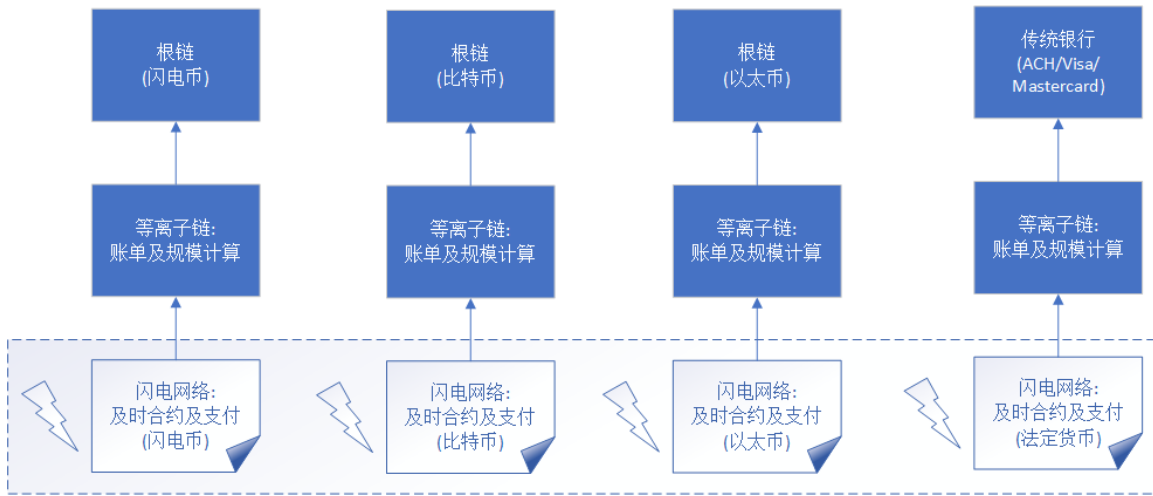 根链
(闪电币)
根链
(比特币)
根链
(以太币)
传统银行
(ACH/Visa/
Mastercard)
等离子链:
账单及规模计算
等离子链:
账单及规模计算
等离子链:
账单及规模计算
等离子链:
账单及规模计算
闪电网络:
及时合约及支付
(闪电币)
闪电网络:
及时合约及支付
(比特币)
闪电网络:
及时合约及支付
(以太币)
闪电网络:
及时合约及支付
(法定货币)